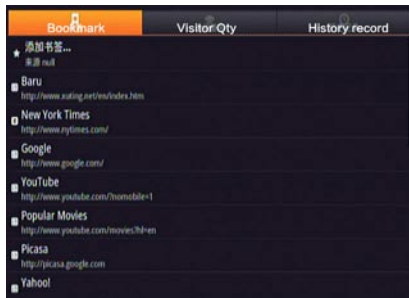 Bookmark
Visitor Qty
History record
添加书签...
来源 null
Baru
http://www.xating.net/en/index.htm
New York Times
http://www.nytimes.com/
Google
http://www.google.com/
YouTube
http://www.youtube.com/?nomobile=1
Popular Movies
http://www.youtube.com/movies?hl=en
Picasa
http://picasa.google.com
Yahoo!